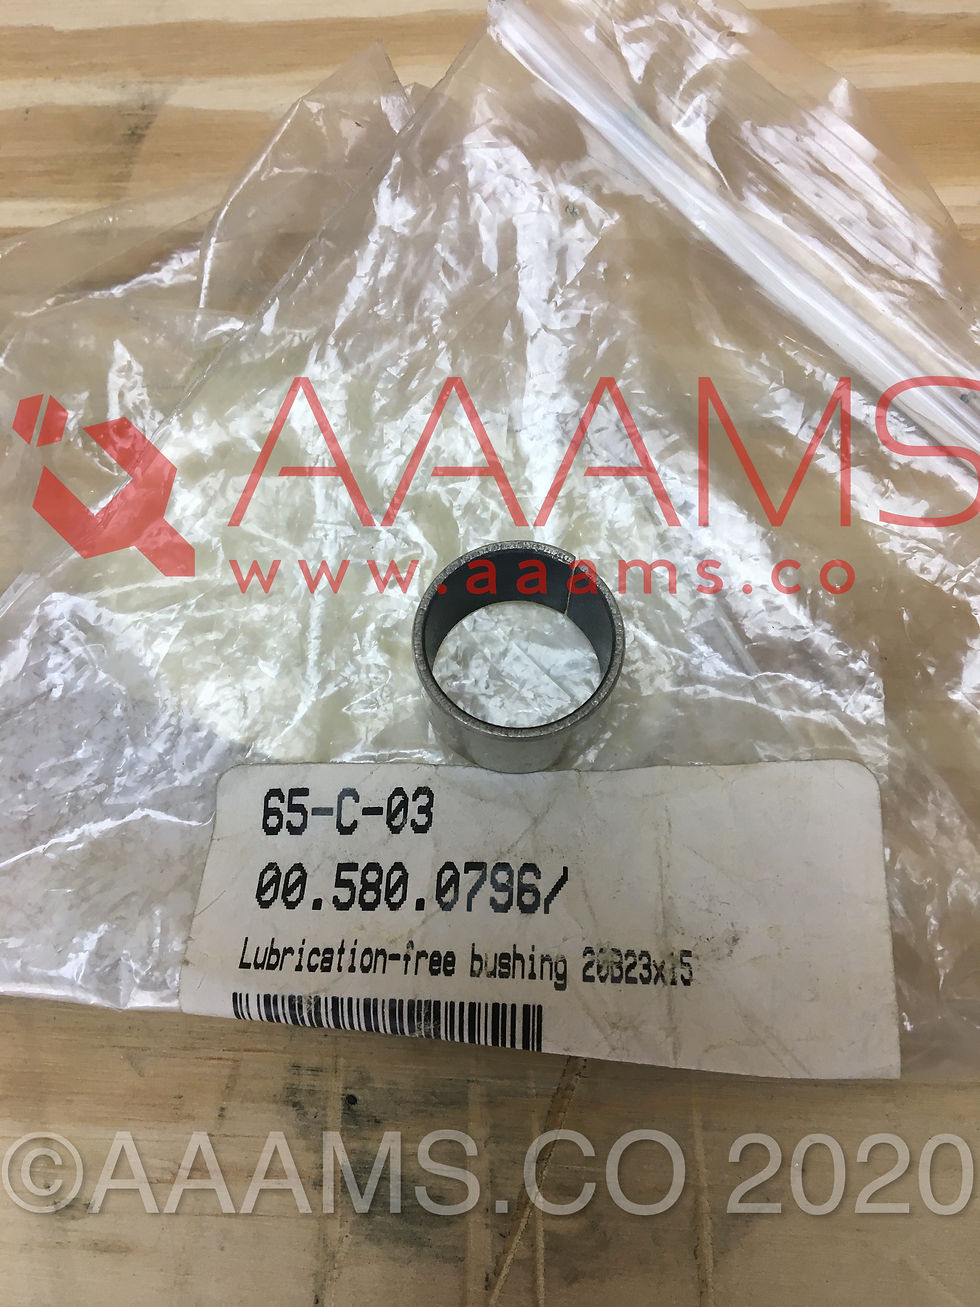 AAAMS
www.aaams.co
65-C-03
00.580.0796/
Lubrication-free bushing 20B23x15
©AAAMS.CO 2020